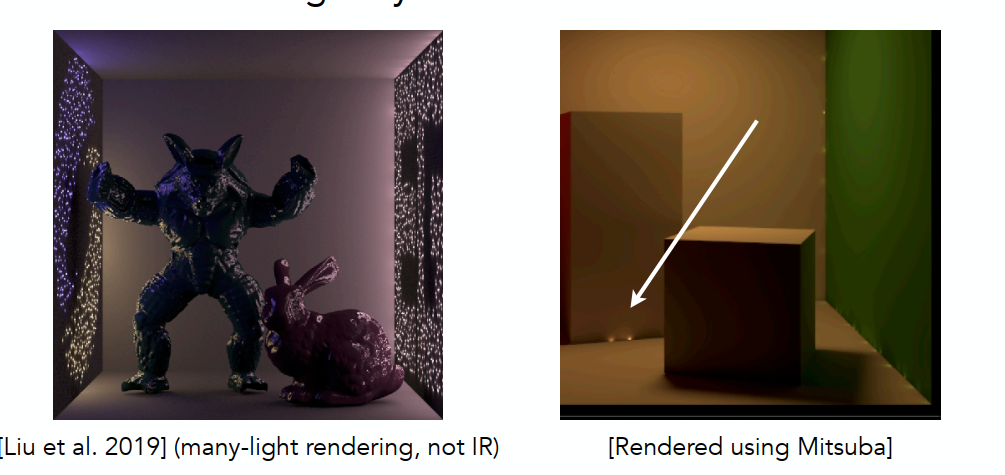 [Liu et al. 2019] (many-light rendering, not IR)
[Rendered using Mitsuba]